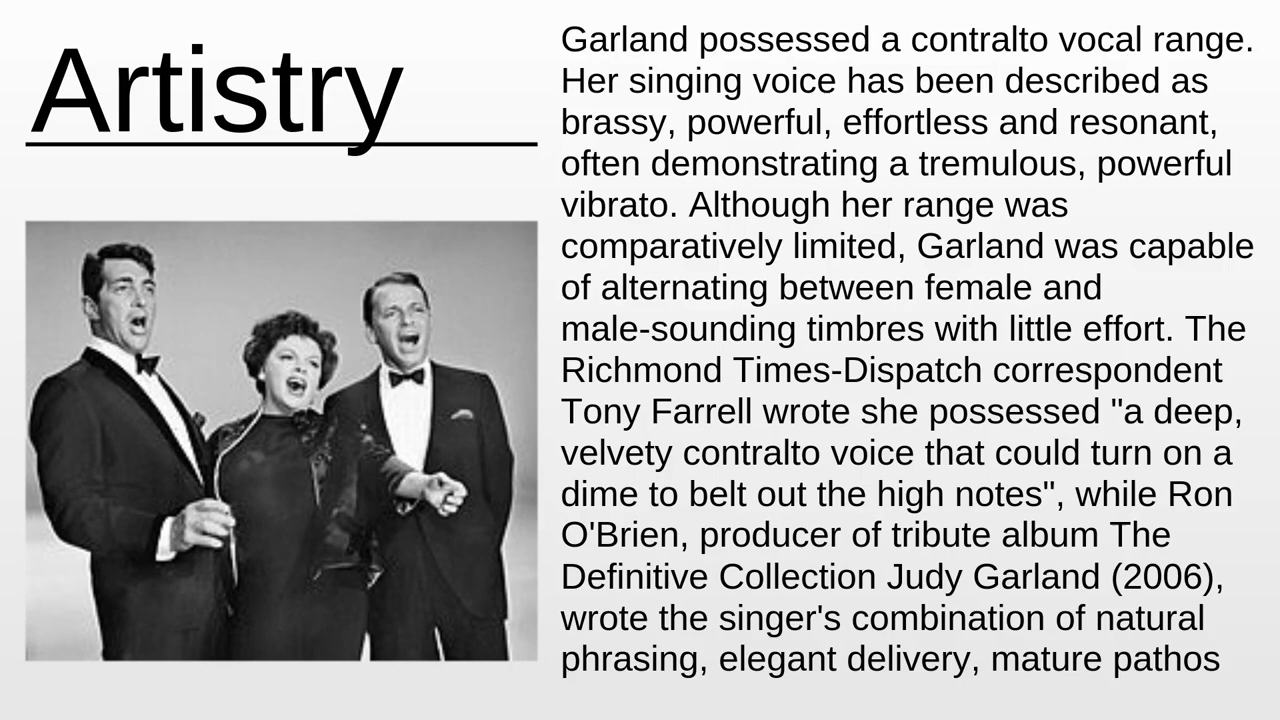 Artistry
Garland possessed a contralto vocal range.
Her singing voice has been described as
brassy, powerful, effortless and resonant,
often demonstrating a tremulous, powerful
vibrato. Although her range was
comparatively limited, Garland was capable
of alternating between female and
male-sounding timbres with little effort. The
Richmond Times-Dispatch correspondent
Tony Farrell wrote she possessed "a deep,
velvety contralto voice that could turn on a
dime to belt out the high notes", while Ron
O'Brien, producer of tribute album The
Definitive Collection Judy Garland (2006),
wrote the singer's combination of natural
phrasing, elegant delivery, mature pathos